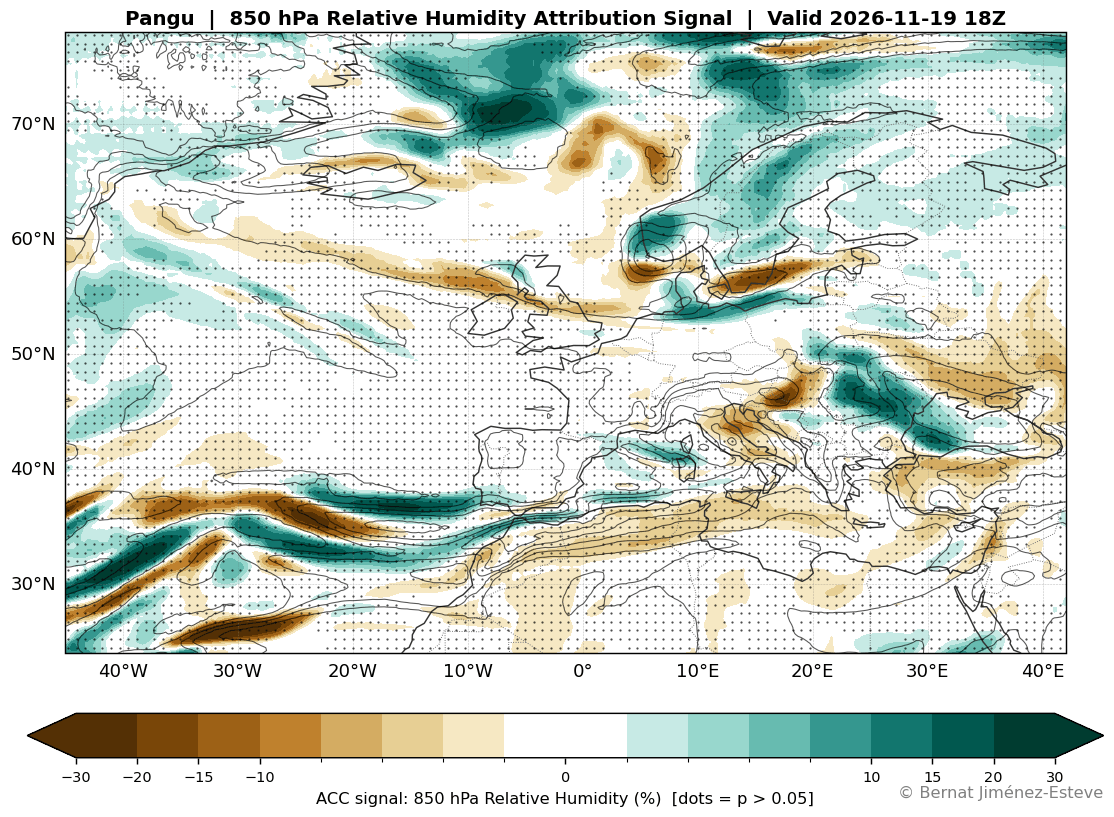 Pangu | 850 hPa Relative Humidity Attribution Signal | Valid 2026-11-19 18Z
70°N
60°N
50°N
40°N
30°N
40°W 30°W 20°W 10°W 0° 10°E 20°E 30°E 40°E
−30 −20 −15 −10 0 10 15 20 30
ACC signal: 850 hPa Relative Humidity (%) [dots = p > 0.05]
© Bernat Jiménez-Esteve